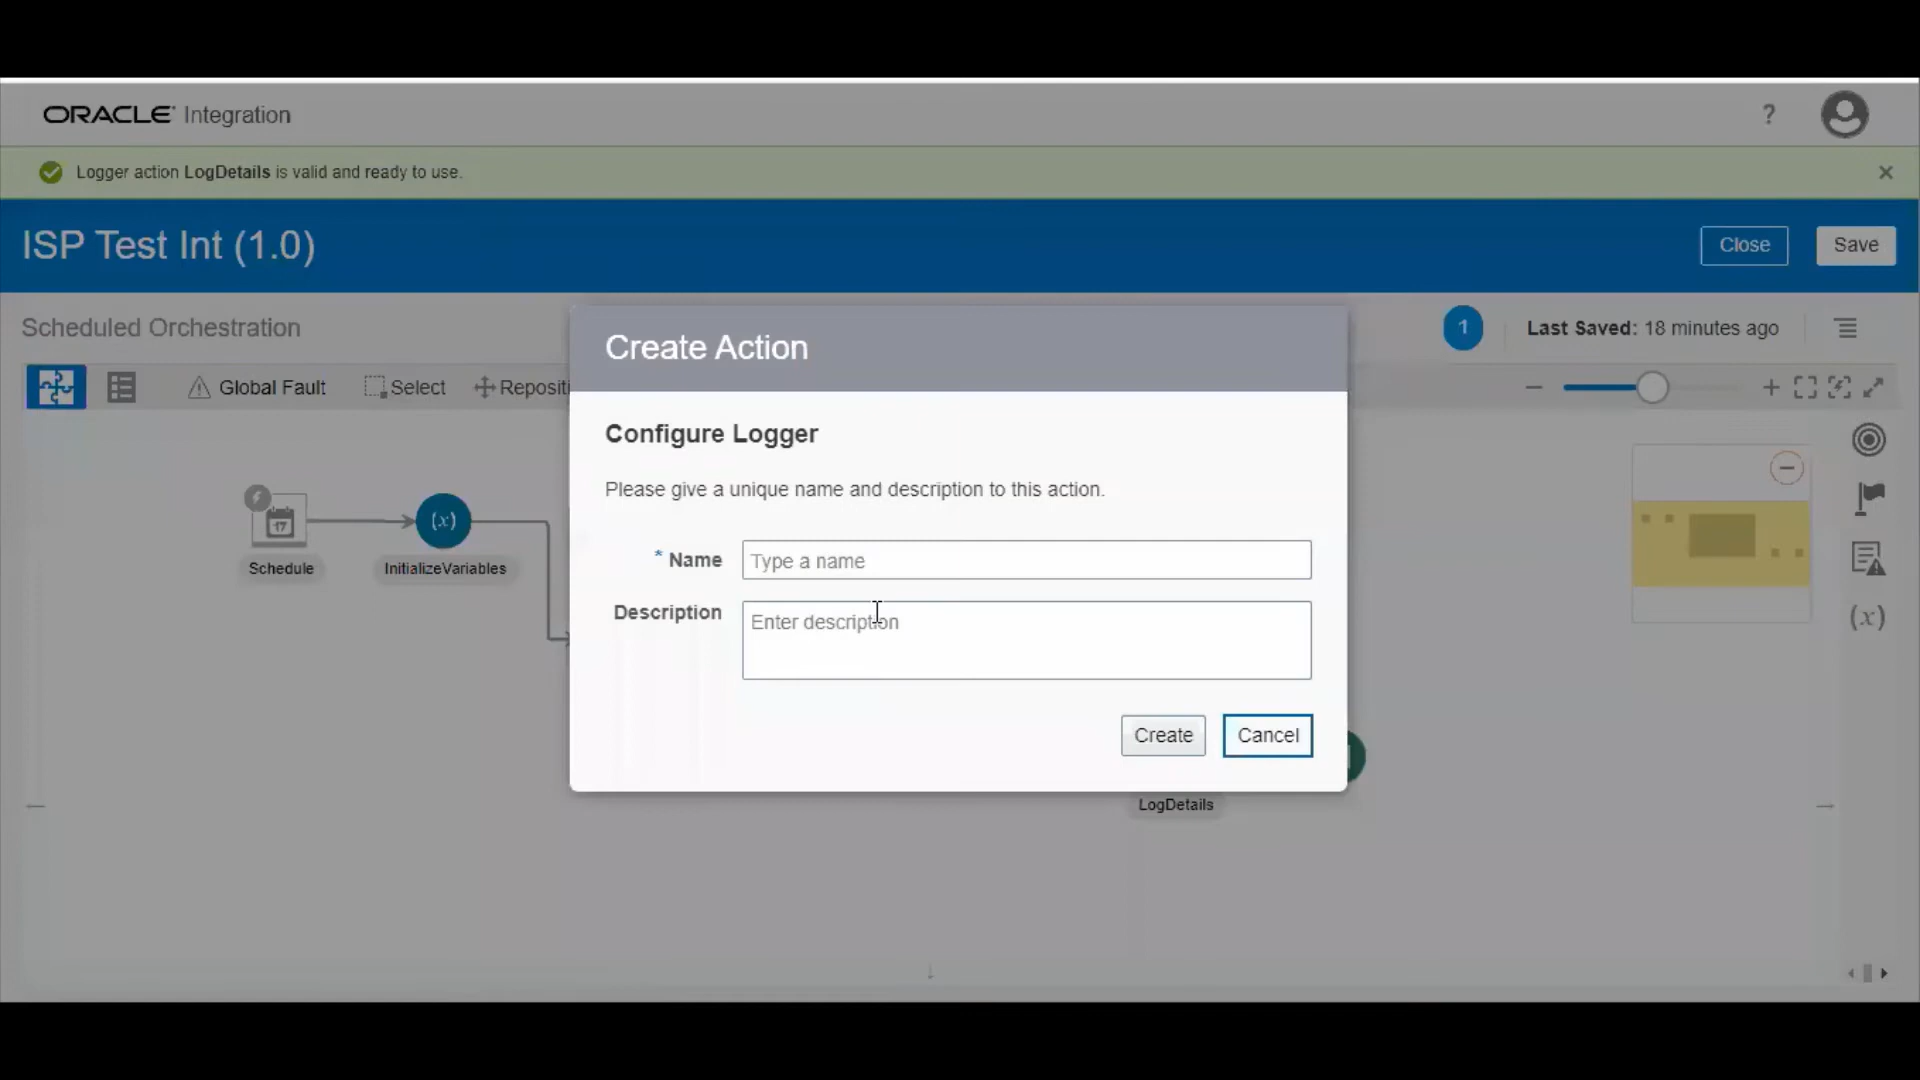 ORACLE Integration
?
Logger action LogDetails is valid and ready to use.
ISP Test Int (1.0)
Close
Save
Scheduled Orchestration
1
Last Saved: 18 minutes ago
Global Fault
Select
Repositi
Create Action
Configure Logger
Please give a unique name and description to this action.
* Name
Type a name
Description
Enter description
Create
Cancel
17
(x)
Schedule
InitializeVariables
LogDetails
(x)